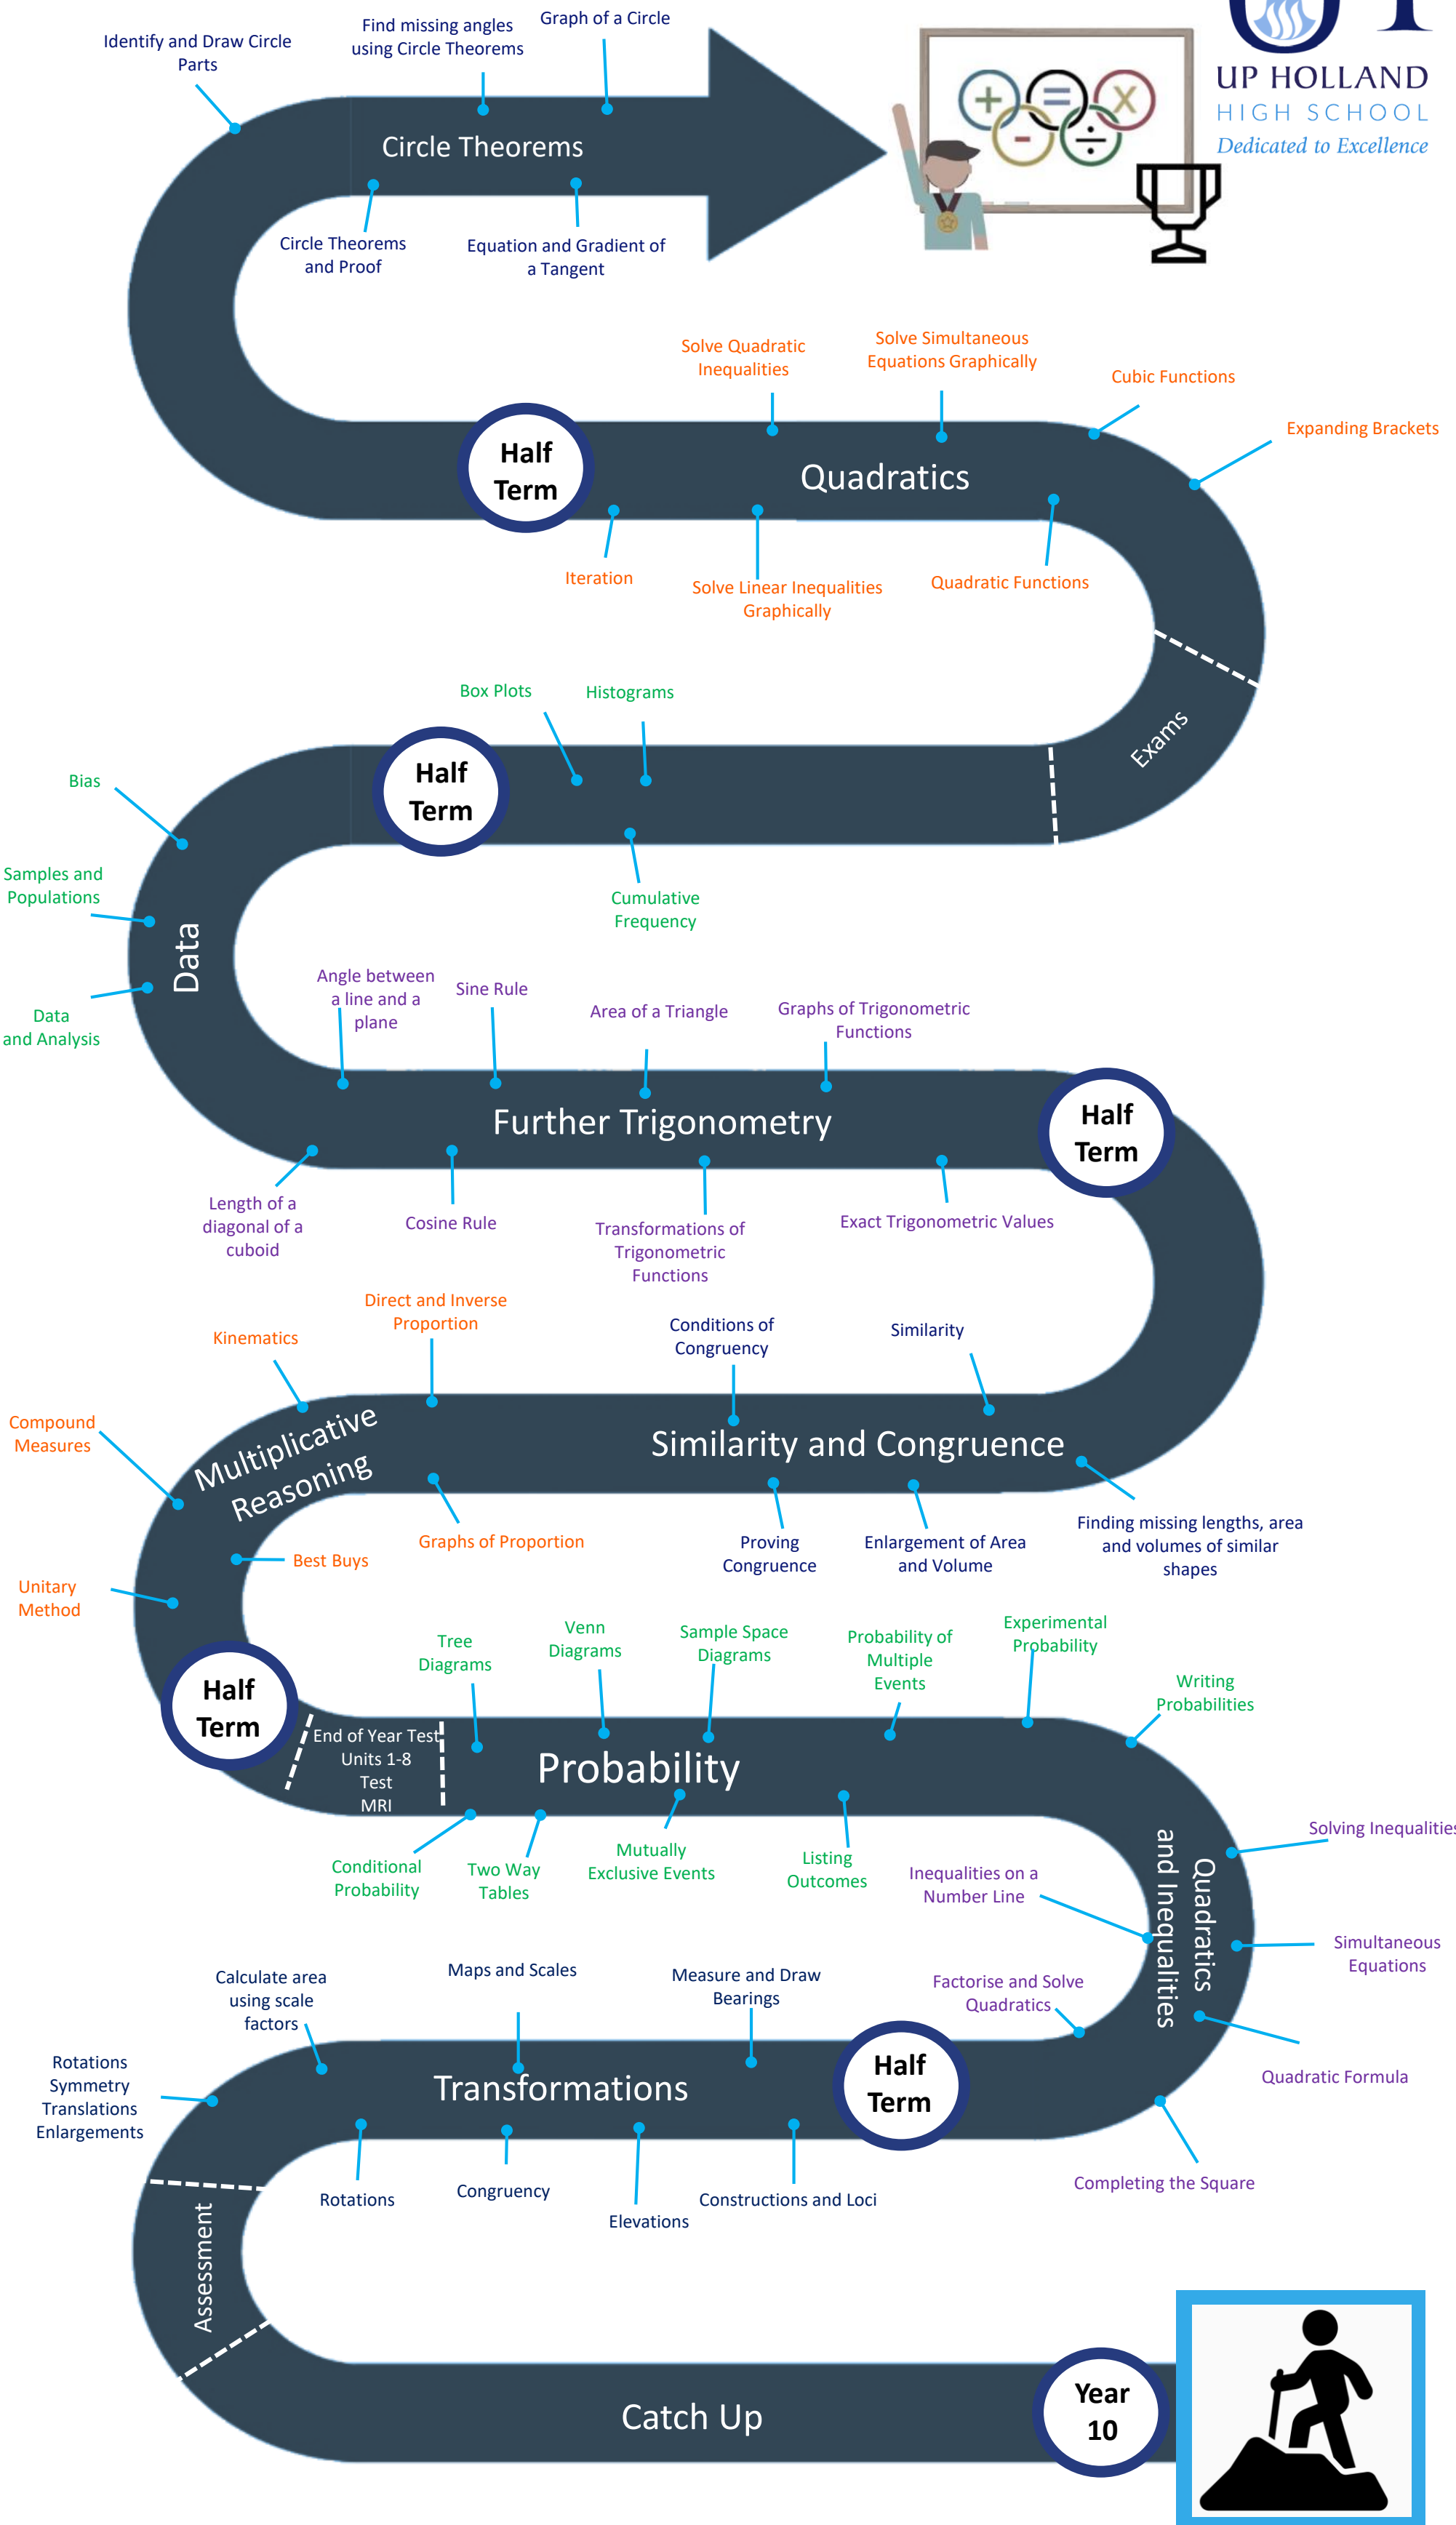 Identify and Draw Circle
Parts
Find missing angles
using Circle Theorems
Graph of a Circle
UP HOLLAND
HIGH SCHOOL
Dedicated to Excellence
Circle Theorems
Circle Theorems
and Proof
Equation and Gradient of
a Tangent
Solve Quadratic
Inequalities
Solve Simultaneous
Equations Graphically
Cubic Functions
Expanding Brackets
Half
Term
Quadratics
Iteration
Solve Linear Inequalities
Graphically
Quadratic Functions
Exams
Box Plots
Histograms
Half
Term
Bias
Samples and
Populations
Cumulative
Frequency
Data
Data
and Analysis
Angle between
a line and a
plane
Sine Rule
Area of a Triangle
Graphs of Trigonometric
Functions
Further Trigonometry
Half
Term
Length of a
diagonal of a
cuboid
Cosine Rule
Transformations of
Trigonometric
Functions
Exact Trigonometric Values
Kinematics
Direct and Inverse
Proportion
Conditions of
Congruency
Similarity
Compound
Measures
Multiplicative
Reasoning
Similarity and Congruence
Graphs of Proportion
Proving
Congruence
Enlargement of Area
and Volume
Finding missing lengths, area
and volumes of similar
shapes
Best Buys
Unitary
Method
Half
Term
Tree
Diagrams
Venn
Diagrams
Sample Space
Diagrams
Probability of
Multiple
Events
Experimental
Probability
Writing
Probabilities
End of Year Test
Units 1-8
Test
MRI
Probability
Conditional
Probability
Two Way
Tables
Mutually
Exclusive Events
Listing
Outcomes
Inequalities on a
Number Line
Quadratics
and Inequalities
Solving Inequalities
Simultaneous
Equations
Factorise and Solve
Quadratics
Quadratic Formula
Completing the Square
Calculate area
using scale
factors
Maps and Scales
Measure and Draw
Bearings
Half
Term
Rotations
Symmetry
Translations
Enlargements
Transformations
Rotations
Congruency
Elevations
Constructions and Loci
Assessment
Catch Up
Year
10